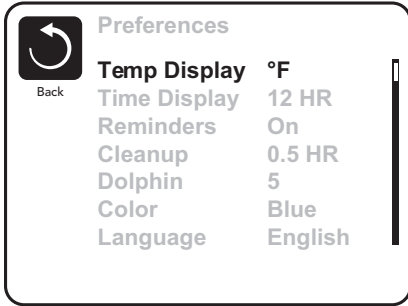 Preferences
Back
Temp Display °F
Time Display 12 HR
Reminders On
Cleanup 0.5 HR
Dolphin 5
Color Blue
Language English